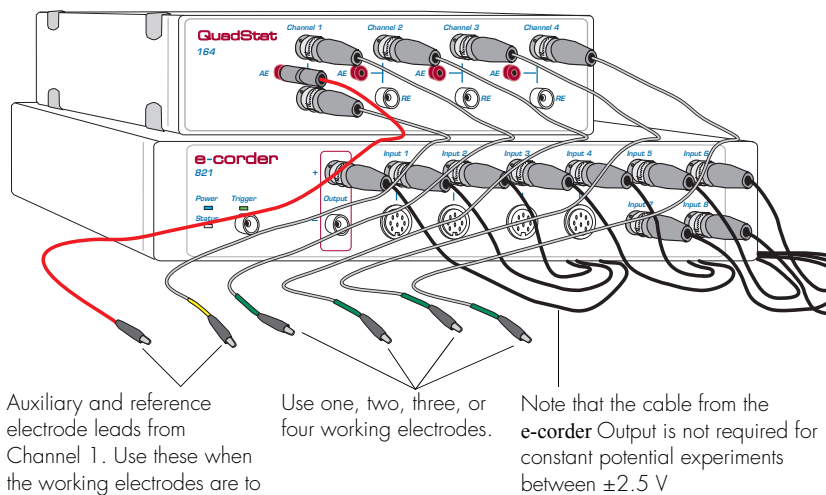 QuadStat
164
Channel 1
Channel 2
Channel 3
Channel 4
AE
AE
AE
AE
RE
RE
RE
e-corder
821
Power
Trigger
Status
+
Output
–
Input 1
Input 2
Input 3
Input 4
Input 5
Input 6
Input 8
Auxiliary and reference
electrode leads from
Channel 1. Use these when
the working electrodes are to
Use one, two, three, or
four working electrodes.
Note that the cable from the
e-corder Output is not required for
constant potential experiments
between ±2.5 V